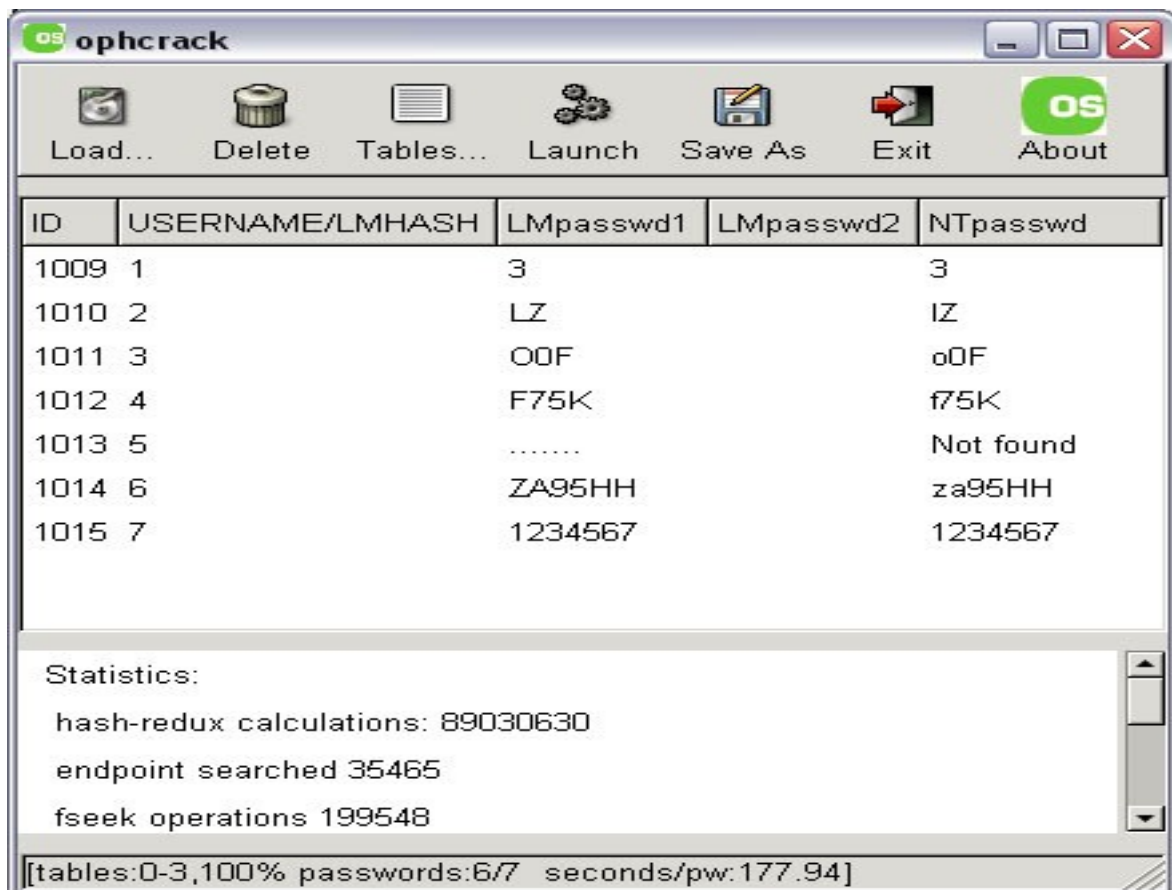 os ophcrack
Load... Delete Tables... Launch Save As Exit About
OS
ID USERNAME/LMHASH LMpasswd1 LMpasswd2 NTpasswd
1009 1 3 3
1010 2 LZ lZ
1011 3 O0F o0F
1012 4 F75K f75K
1013 5 ....... Not found
1014 6 ZA95HH za95HH
1015 7 1234567 1234567
Statistics:
hash-redux calculations: 89030630
endpoint searched 35465
fseek operations 199548
[tables:0-3,100% passwords:6/7 seconds/pw:177.94]